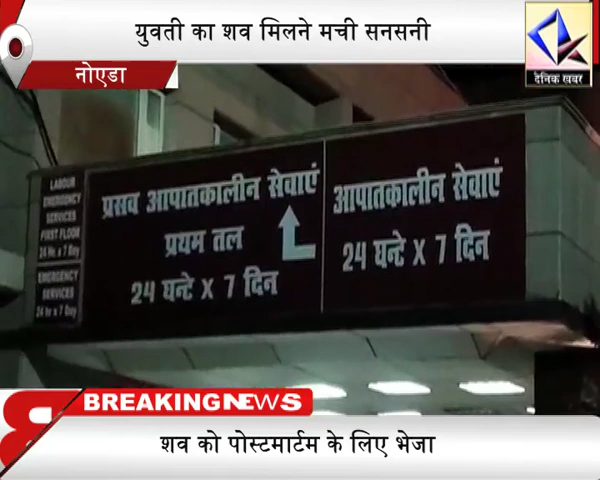 युवती का शव मिलने मची सनसनी
दैनिक खबर
नोएडा
LABOUR
EMERGENCY
SERVICES
FIRST FLOOR
24 Hr. x 7 Day
EMERGENCY
SERVICES
24 hr x 7 Day
प्रसव आपातकालीन सेवाएं
प्रथम तल
24 घन्टे X 7 दिन
आपातकालीन सेवाएं
24 घन्टे X 7 दिन
BREAKINGNEWS
शव को पोस्टमार्टम के लिए भेजा